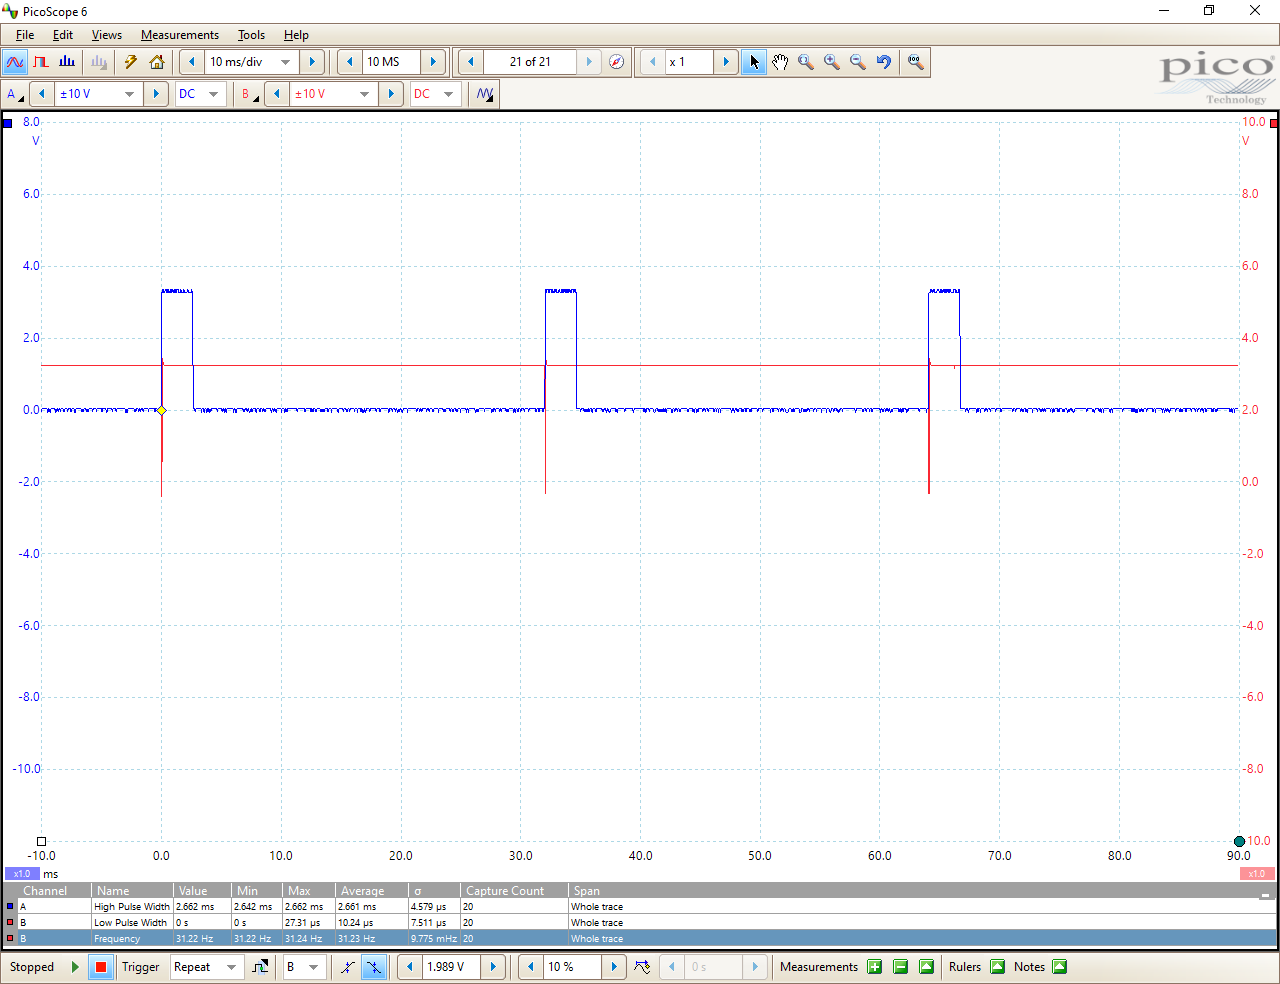 PicoScope 6
File Edit Views Measurements Tools Help
10 ms/div 10 MS 21 of 21 x 1
pico
Technology
A ±10 V DC B ±10 V DC
8.0 10.0
V V
6.0 8.0
4.0 6.0
2.0 4.0
0.0 2.0
-2.0 0.0
-4.0 -2.0
-6.0 -4.0
-8.0 -6.0
-10.0 -8.0
10.0
-10.0 0.0 10.0 20.0 30.0 40.0 50.0 60.0 70.0 80.0 90.0
x1.0 ms x1.0
Channel Name Value Min Max Average σ Capture Count Span
A High Pulse Width 2.662 ms 2.642 ms 2.662 ms 2.661 ms 4.579 µs 20 Whole trace
B Low Pulse Width 0 s 0 s 27.31 µs 10.24 µs 7.511 µs 20 Whole trace
B Frequency 31.22 Hz 31.22 Hz 31.24 Hz 31.23 Hz 9.775 mHz 20 Whole trace
Stopped Trigger Repeat B 1.989 V 10 % 0 s Measurements Rulers Notes